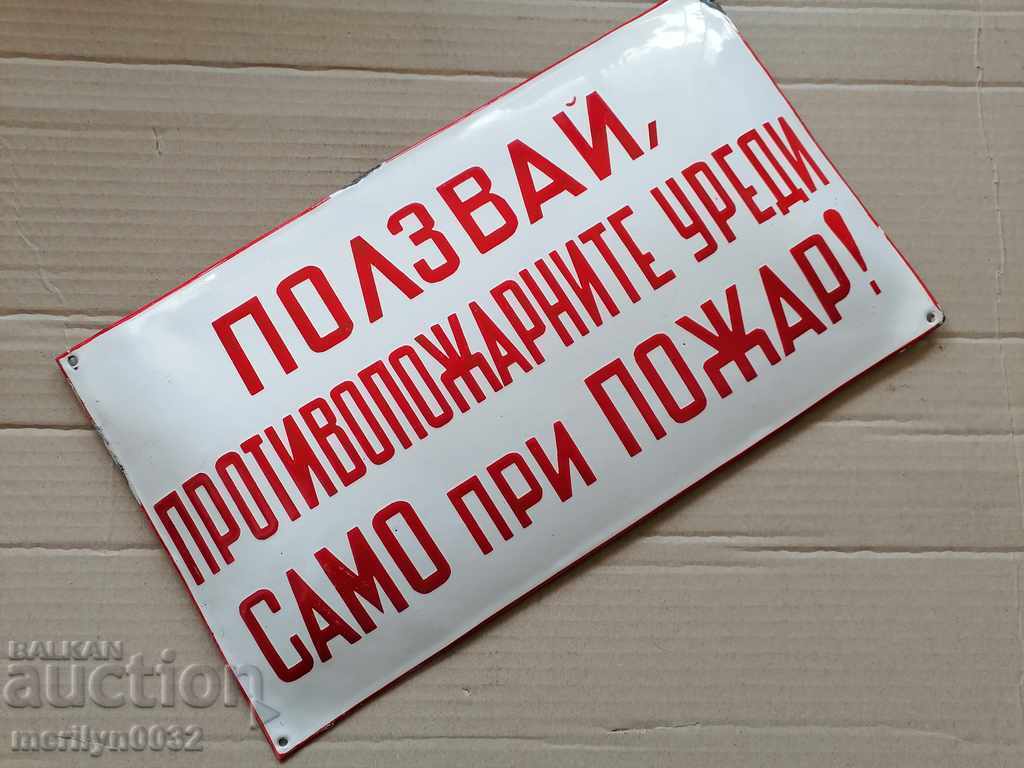 ПОЛЗВАЙ,
ПРОТИВОПОЖАРНИТЕ УРЕДИ
САМО ПРИ ПОЖАР!
BALKAN
auction
merilyn0032